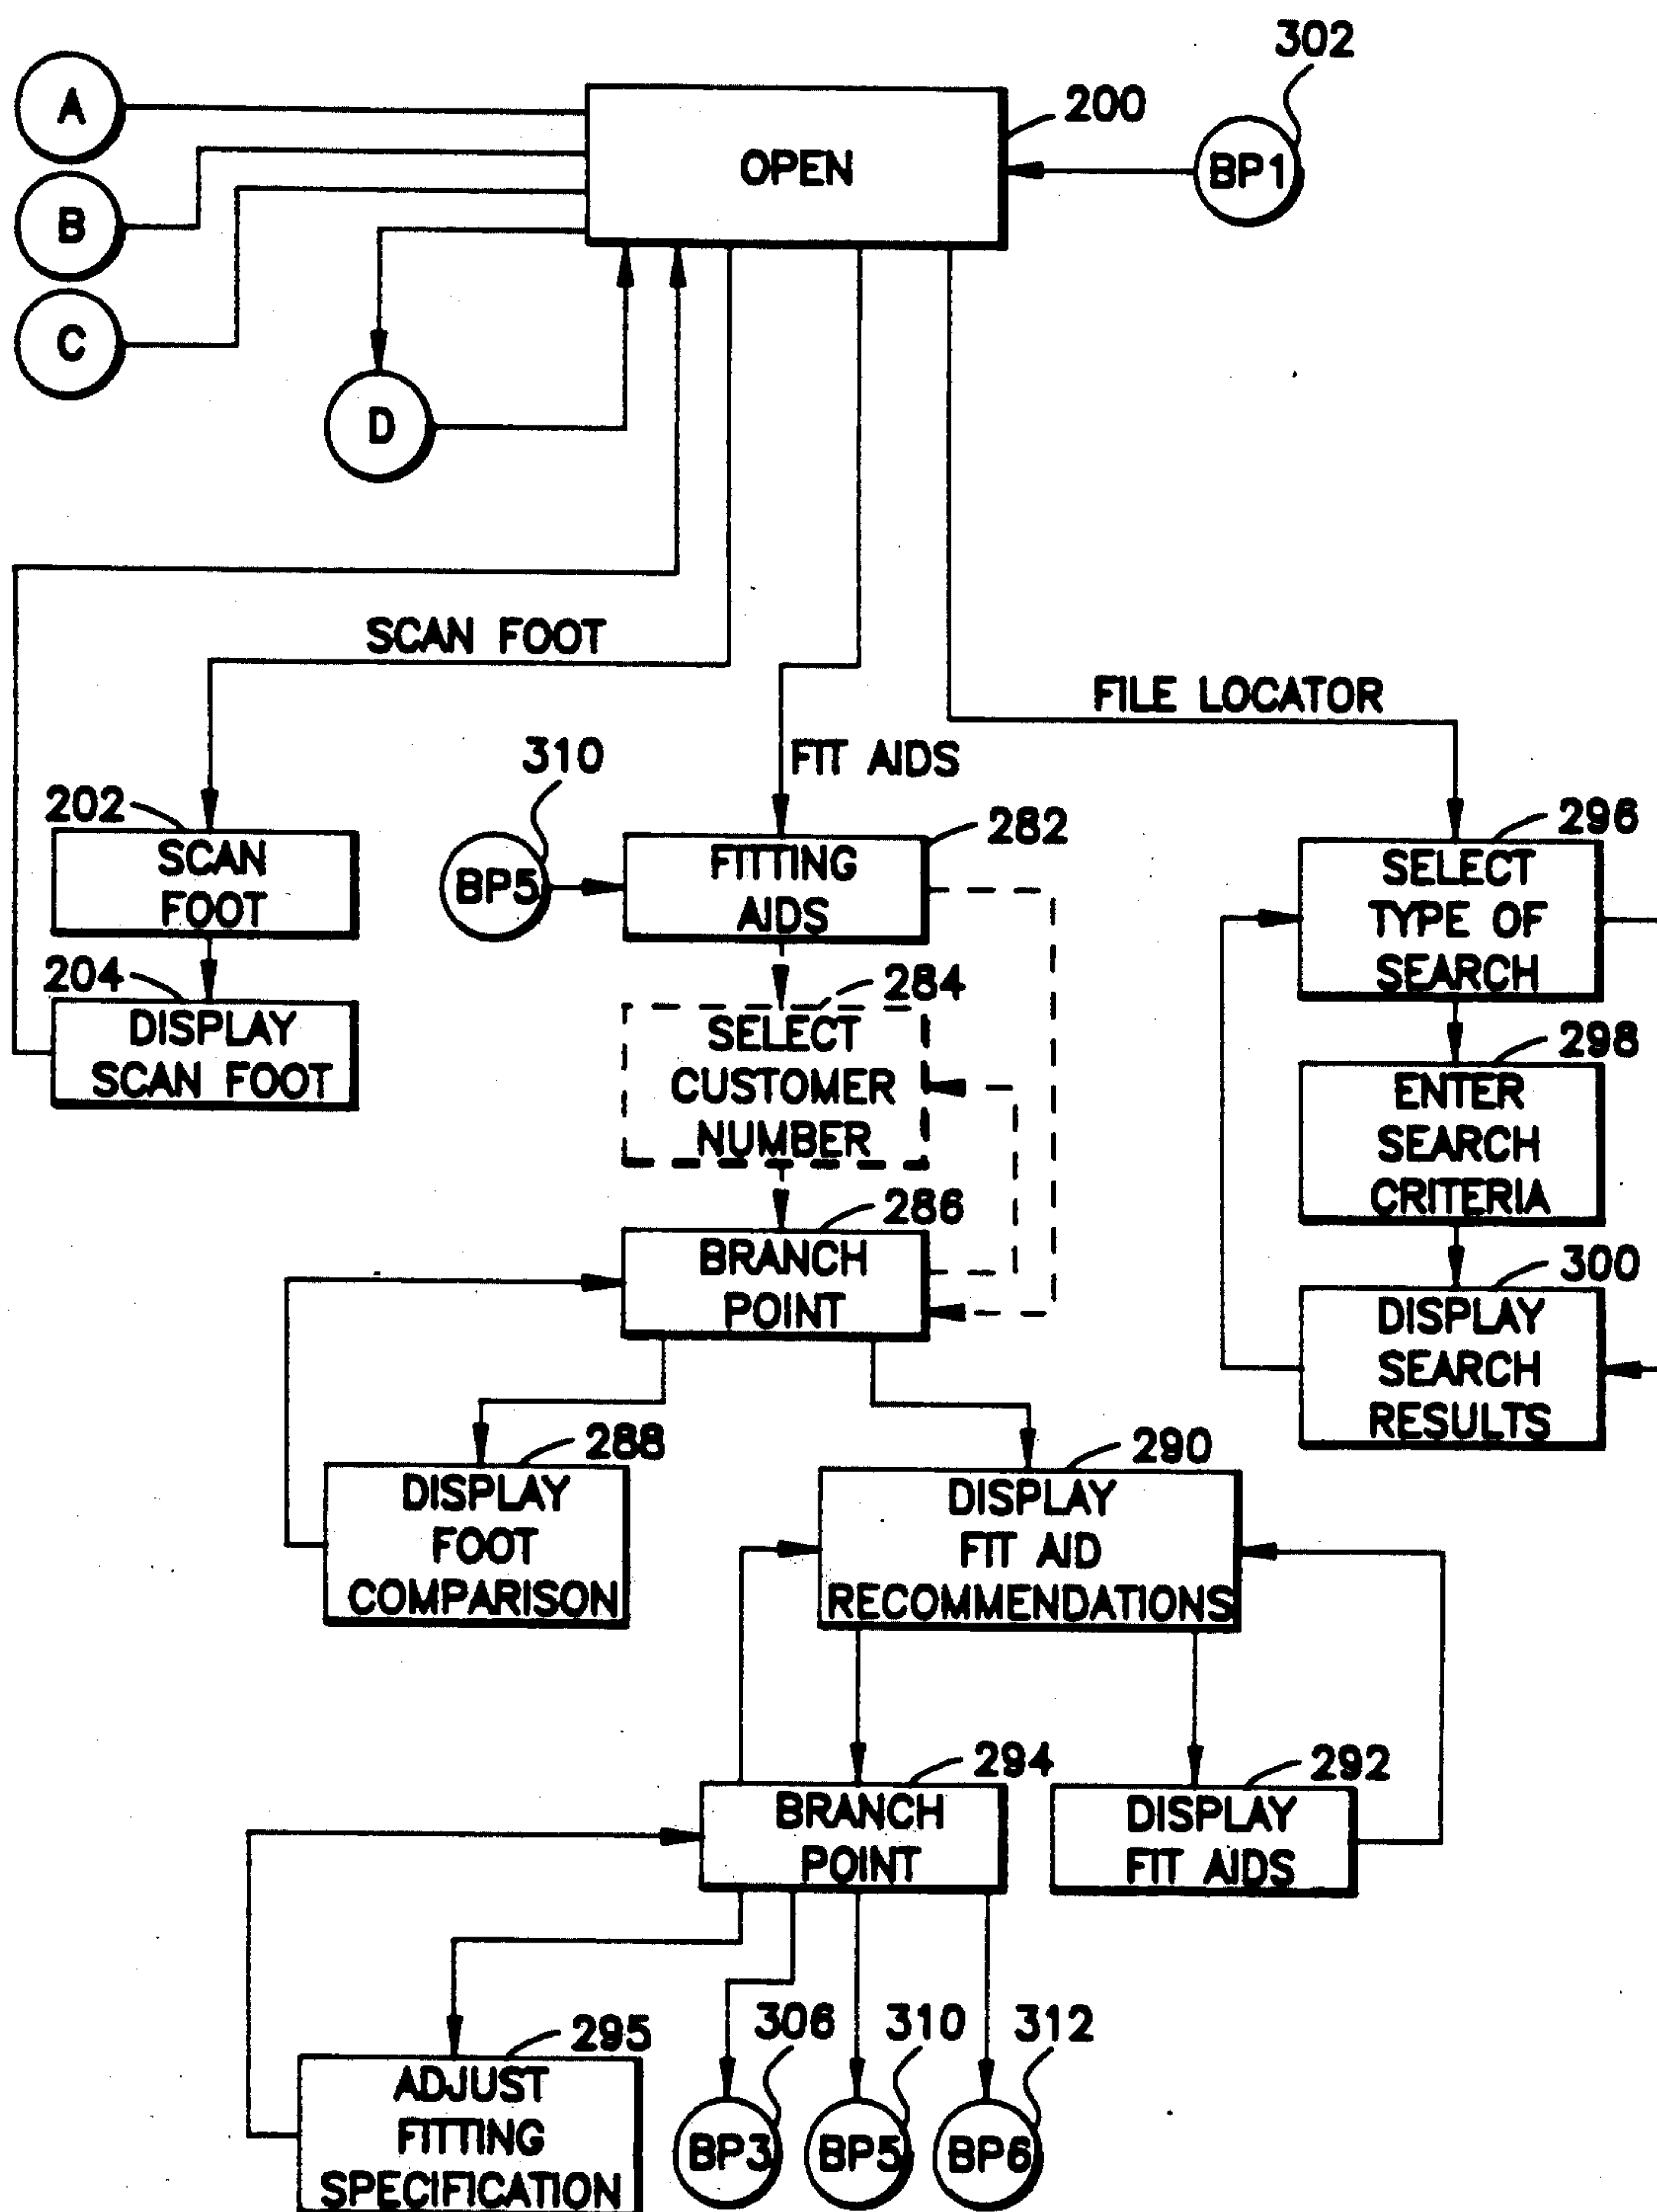 302
A
200
OPEN
BP1
B
C
D
SCAN FOOT
FILE LOCATOR
310
FIT AIDS
202
282
296
SCAN
FOOT
BP5
FITTING
AIDS
SELECT
TYPE OF
SEARCH
204
284
DISPLAY
SCAN FOOT
SELECT
CUSTOMER
NUMBER
298
ENTER
SEARCH
CRITERIA
286
BRANCH
POINT
300
DISPLAY
SEARCH
RESULTS
288
290
DISPLAY
FOOT
COMPARISON
DISPLAY
FIT AID
RECOMMENDATIONS
294
292
BRANCH
POINT
DISPLAY
FIT AIDS
295
306
310
312
ADJUST
FITTING
SPECIFICATION
BP3
BP5
BP6